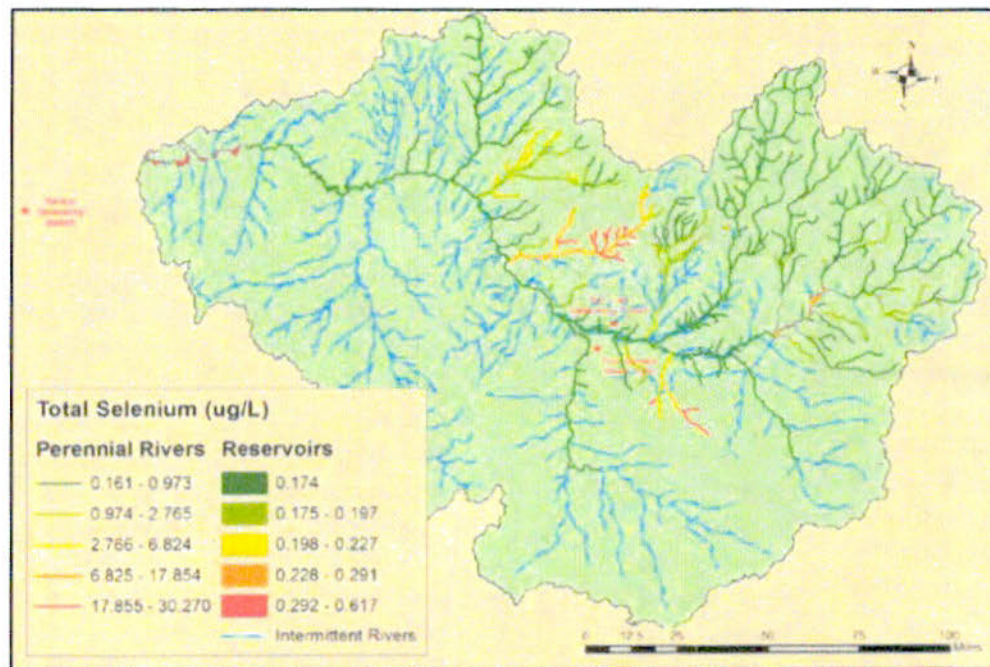 N
Total Selenium (ug/L)
Perennial Rivers Reservoirs
0.161 - 0.973 0.174
0.974 - 2.765 0.175 - 0.197
2.766 - 6.824 0.198 - 0.227
6.825 - 17.854 0.228 - 0.291
17.855 - 30.270 0.292 - 0.617
Intermittent Rivers
0 12.5 25 50 75 100
Miles